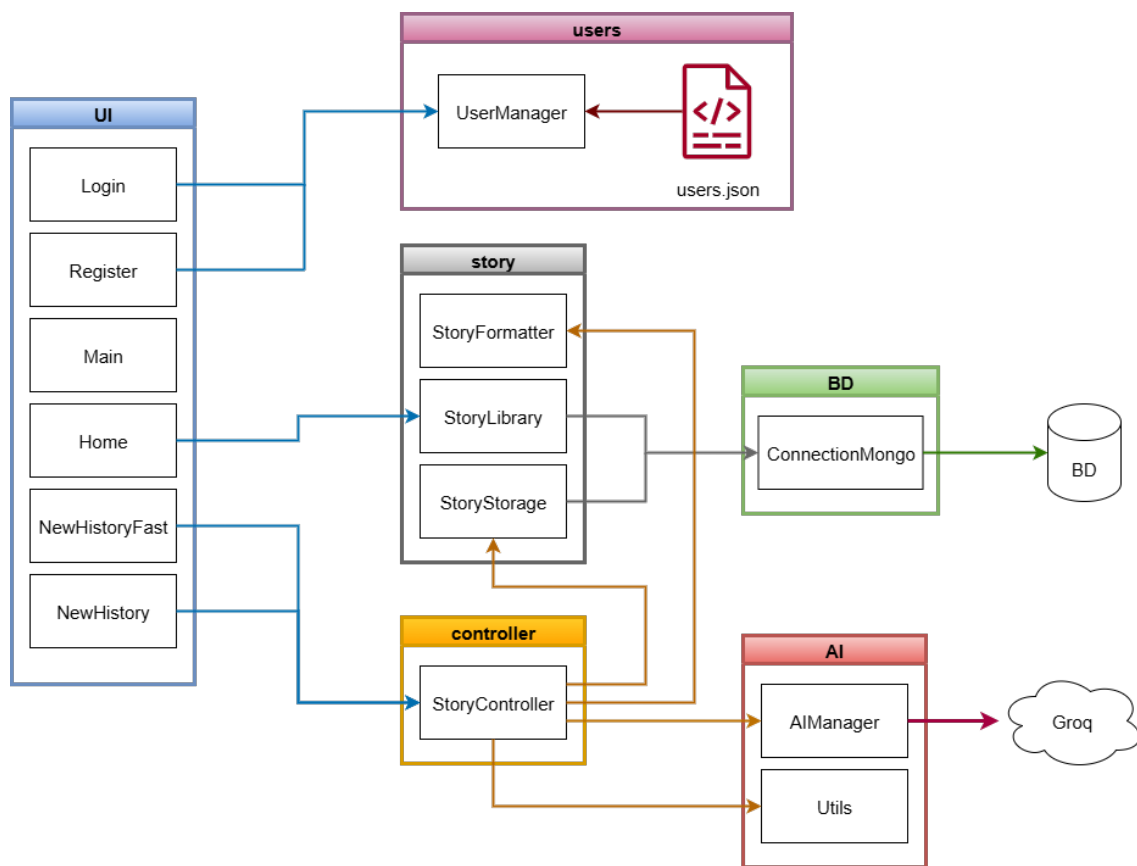 users
UserManager
</>
users.json
UI
Login
Register
Main
Home
NewHistoryFast
NewHistory
story
StoryFormatter
StoryLibrary
StoryStorage
BD
ConnectionMongo
BD
controller
StoryController
AI
AIManager
Utils
Groq